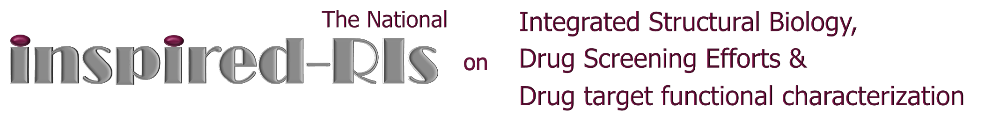 The National
inspired-RIs
on
Integrated Structural Biology,
Drug Screening Efforts &
Drug target functional characterization